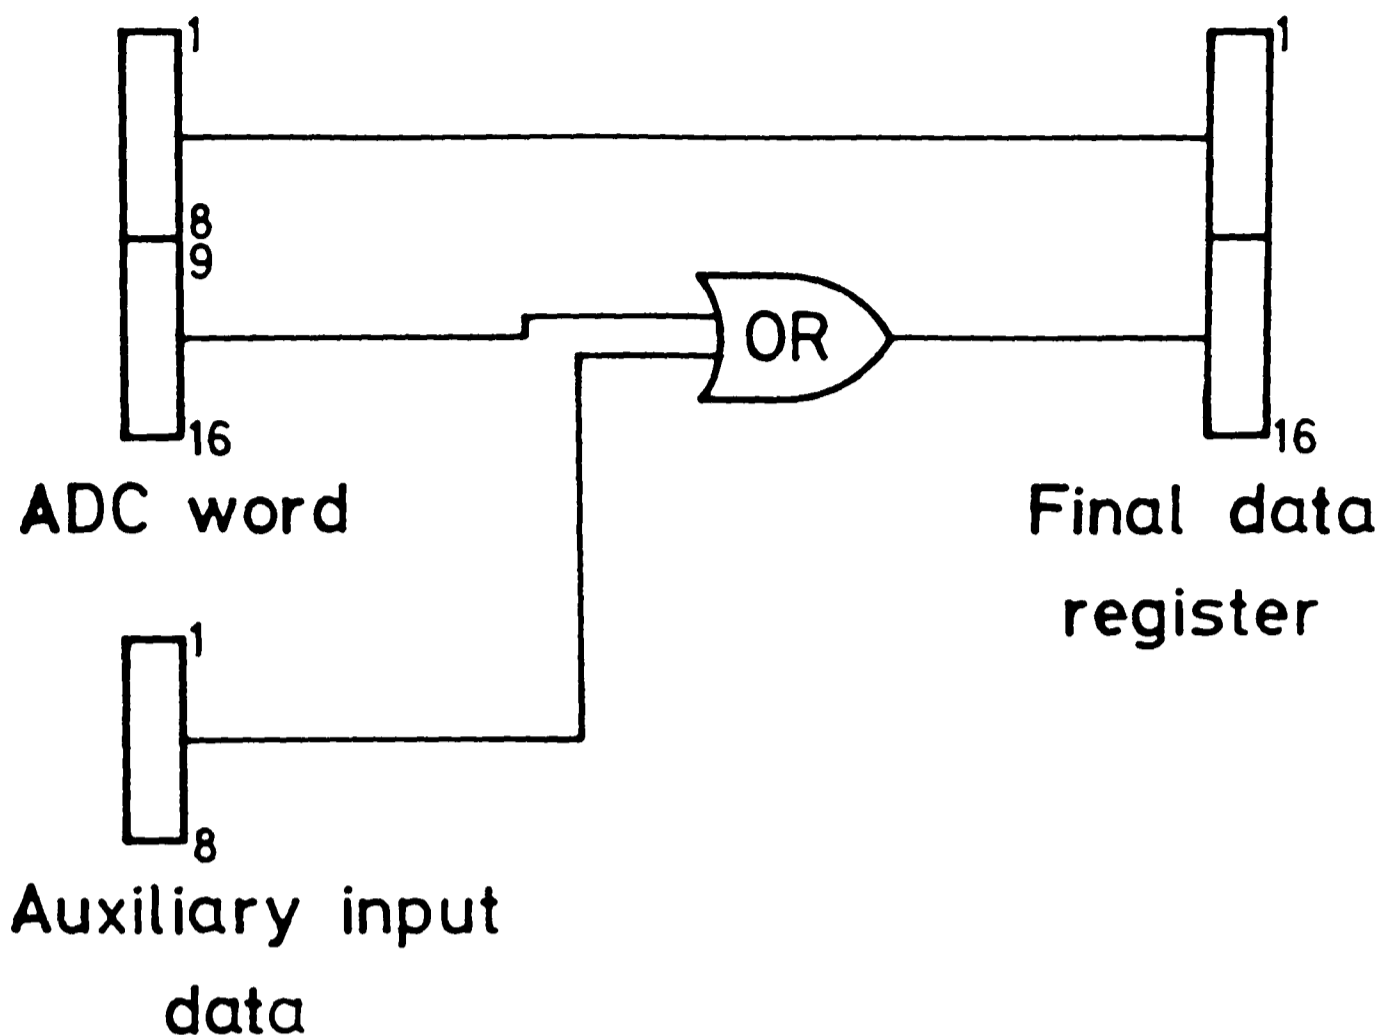 1
8
9
16
ADC word
OR
1
16
Final data
register
1
8
Auxiliary input
data